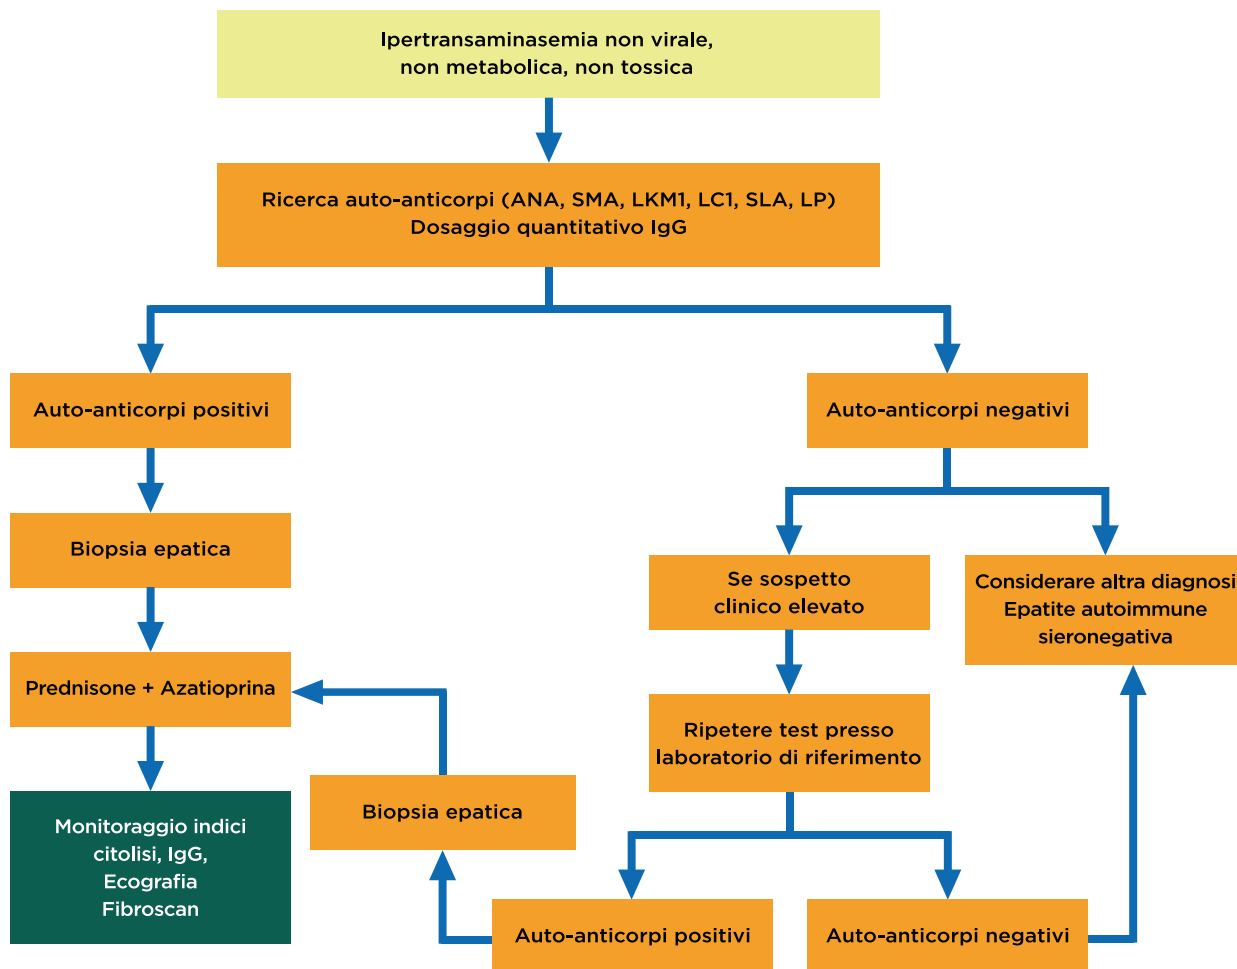 Ipertransaminasemia non virale,
non metabolica, non tossica
Ricerca auto-anticorpi (ANA, SMA, LKM1, LC1, SLA, LP)
Dosaggio quantitativo IgG
Auto-anticorpi positivi
Auto-anticorpi negativi
Biopsia epatica
Se sospetto
clinico elevato
Considerare altra diagnosi
Epatite autoimmune
sieronegativa
Prednisone + Azatioprina
Ripetere test presso
laboratorio di riferimento
Monitoraggio indici
citolisi, IgG,
Ecografia
Fibroscan
Biopsia epatica
Auto-anticorpi positivi
Auto-anticorpi negativi